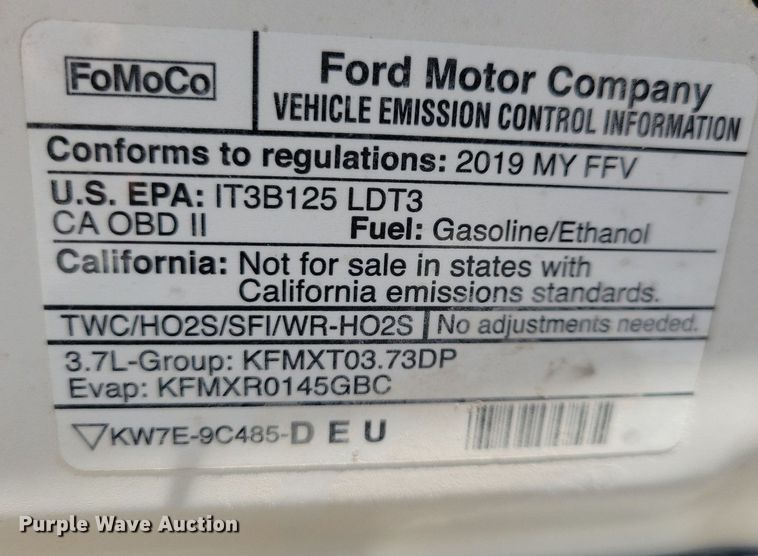 FoMoCo
Ford Motor Company
VEHICLE EMISSION CONTROL INFORMATION
Conforms to regulations: 2019 MY FFV
U.S. EPA: IT3B125 LDT3
CA OBD II Fuel: Gasoline/Ethanol
California: Not for sale in states with
California emissions standards.
TWC/HO2S/SFI/WR-HO2S No adjustments needed.
3.7L-Group: KFMXT03.73DP
Evap: KFMXR0145GBC
KW7E-9C485-D E U
Purple Wave Auction